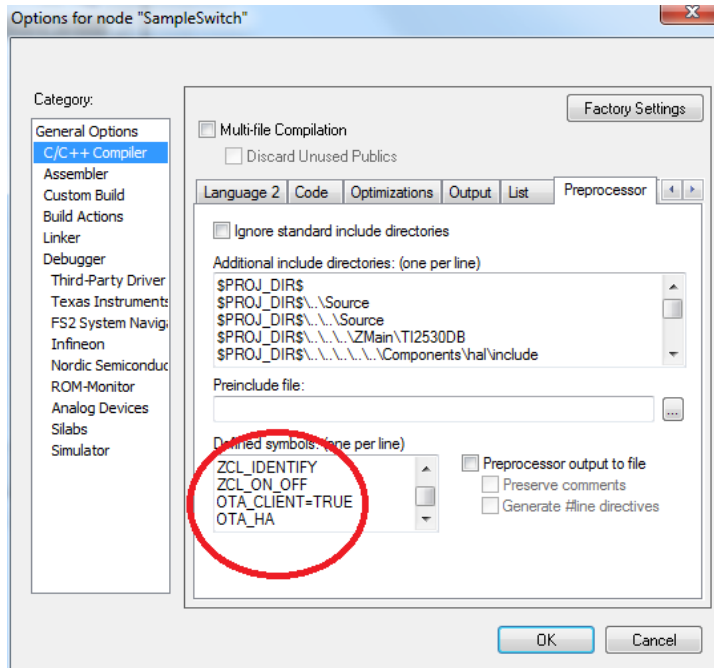 Options for node "SampleSwitch"
x
Category:
Factory Settings
General Options
C/C++ Compiler
Assembler
Custom Build
Build Actions
Linker
Debugger
Third-Party Driver
Texas Instruments
FS2 System Naviga
Infineon
Nordic Semiconduc
ROM-Monitor
Analog Devices
Silabs
Simulator
Multi-file Compilation
Discard Unused Publics
Language 2 Code Optimizations Output List Preprocessor
Ignore standard include directories
Additional include directories: (one per line)
$PROJ_DIR$
$PROJ_DIR$\..\Source
$PROJ_DIR$\..\..\Source
$PROJ_DIR$\..\..\..\ZMain\TI2530DB
$PROJ_DIR$\..\..\..\..\..\Components\hal\include
Preinclude file:
...
Defined symbols: (one per line)
ZCL_IDENTIFY
ZCL_ON_OFF
OTA_CLIENT=TRUE
OTA_HA
Preprocessor output to file
Preserve comments
Generate #line directives
OK Cancel